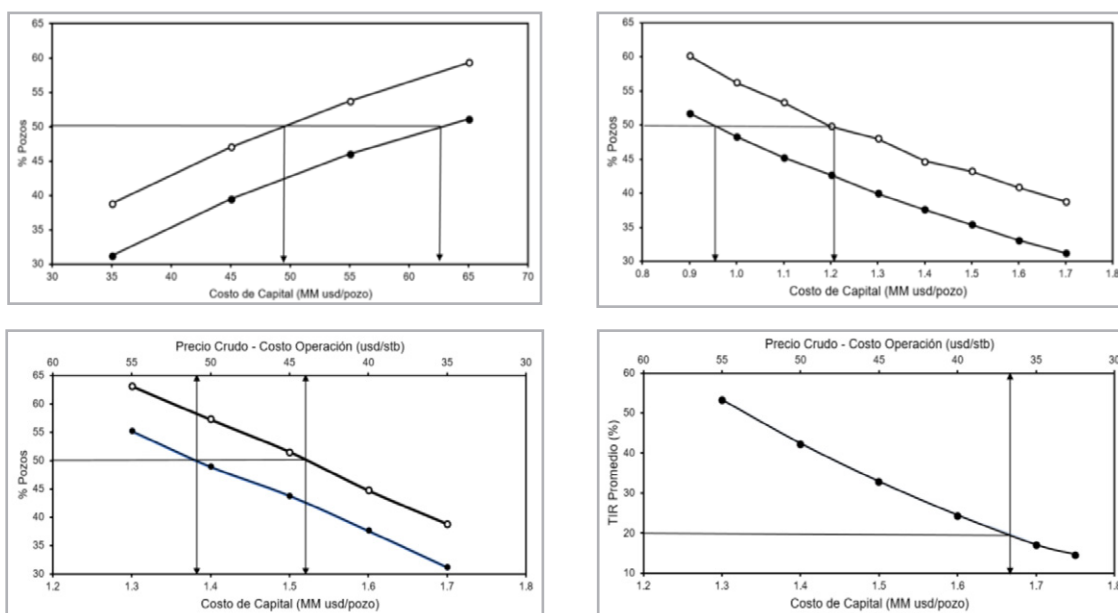 65
60
55
50
45
40
35
30
% Pozos
30 35 40 45 50 55 60 65 70
Costo de Capital (MM usd/pozo)
65
60
55
50
45
40
35
30
% Pozos
0.8 0.9 1.0 1.1 1.2 1.3 1.4 1.5 1.6 1.7 1.8
Costo de Capital (MM usd/pozo)
Precio Crudo - Costo Operación (usd/stb)
60 55 50 45 40 35 30
65
60
55
50
45
40
35
30
% Pozos
1.2 1.3 1.4 1.5 1.6 1.7 1.8
Costo de Capital (MM usd/pozo)
Precio Crudo - Costo Operación (usd/stb)
60 55 50 45 40 35 30
60
50
40
30
20
10
TIR Promedio (%)
1.2 1.3 1.4 1.5 1.6 1.7 1.8
Costo de Capital (MM usd/pozo)